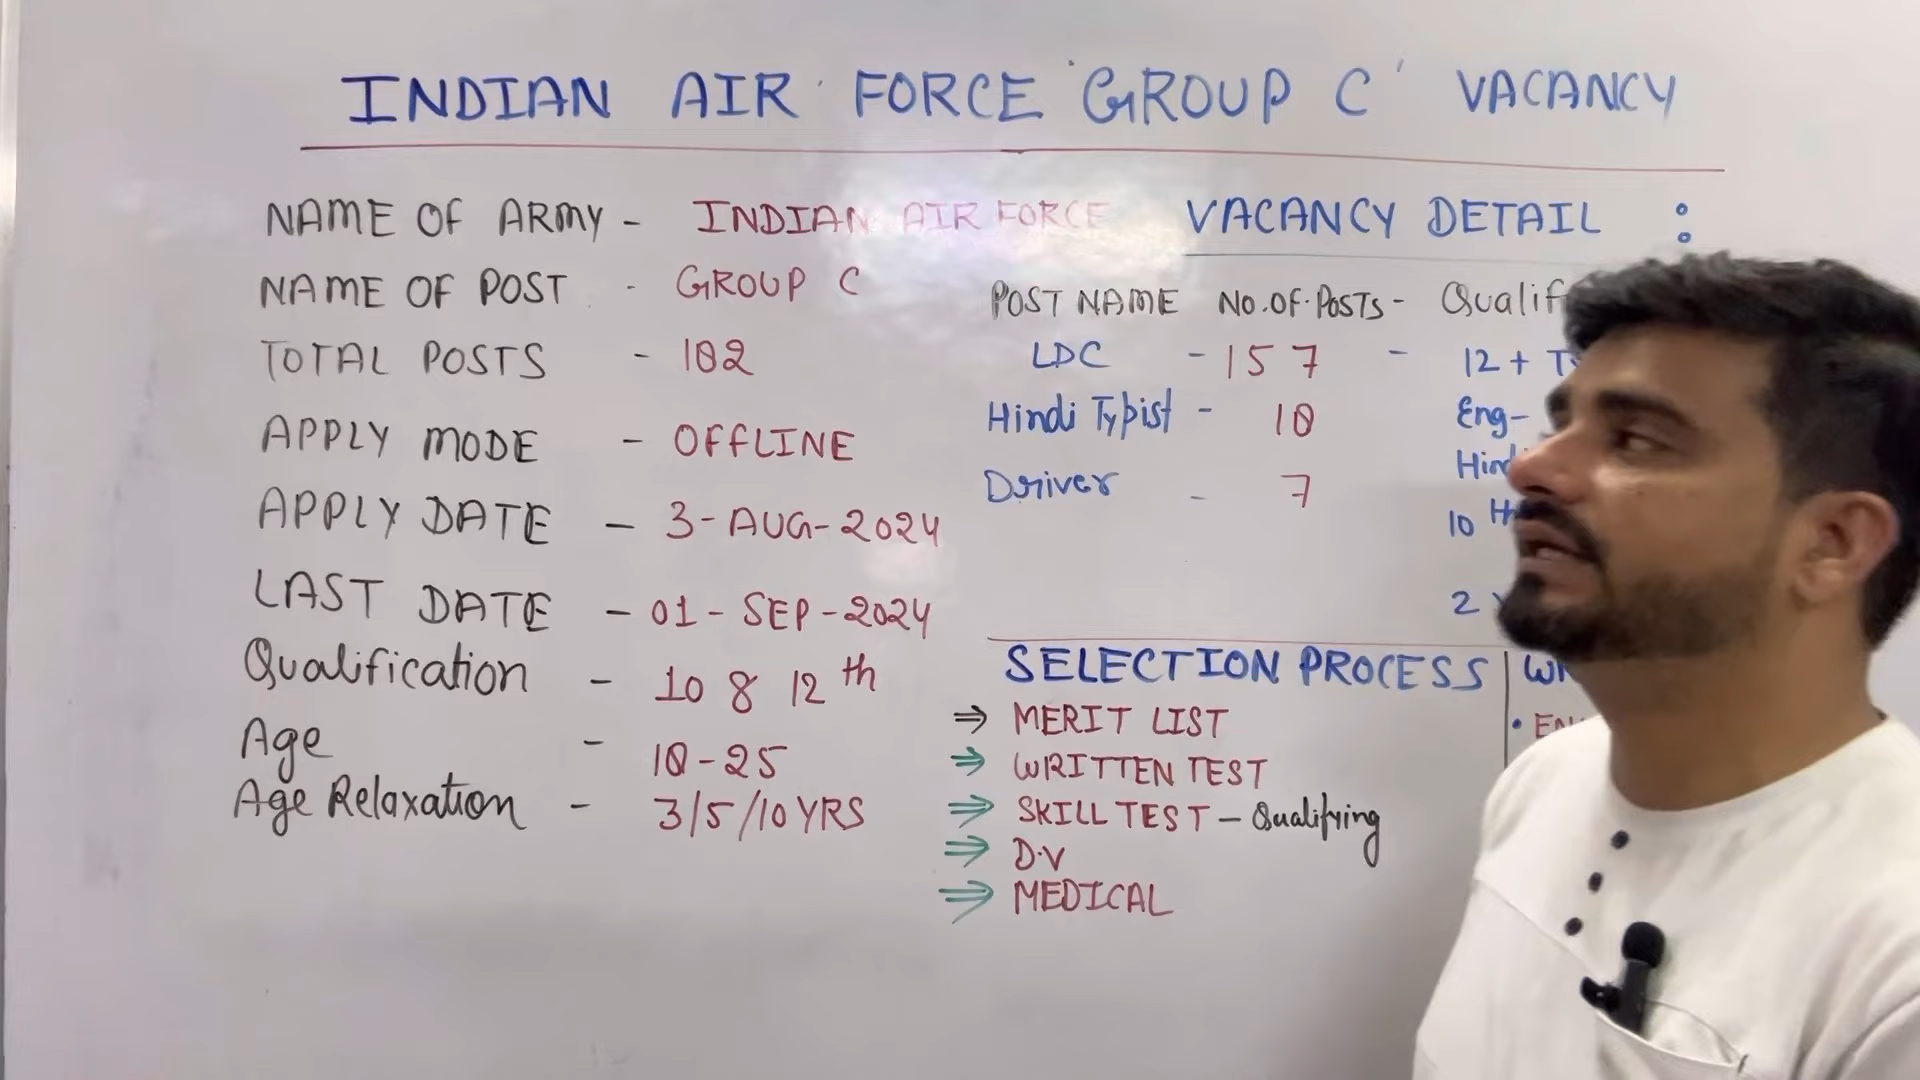 INDIAN AIR FORCE 'GROUP C' VACANCY
NAME OF ARMY - INDIAN AIR FORCE
NAME OF POST - GROUP C
TOTAL POSTS - 182
APPLY MODE - OFFLINE
APPLY DATE - 3-AUG-2024
LAST DATE - 01-SEP-2024
Qualification - 10 & 12th
Age - 18-25
Age Relaxation - 3/5/10 YRS
VACANCY DETAIL :
POST NAME NO.OF.POSTS - Qualif
LDC - 157 - 12 +
Hindi Typist - 18 Eng-
Hind
Driver - 7 10 th
2
SELECTION PROCESS
⇒ MERIT LIST
⇒ WRITTEN TEST
⇒ SKILL TEST - Qualifying
⇒ D.V
⇒ MEDICAL